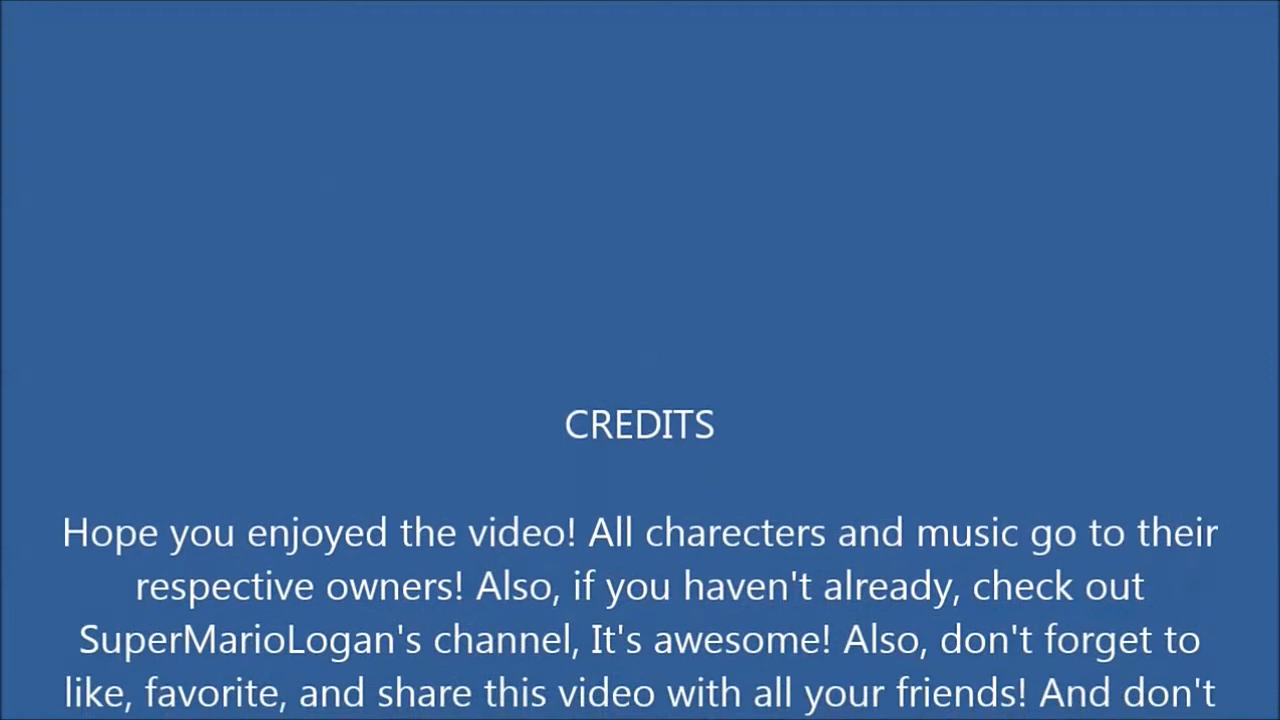 CREDITS
Hope you enjoyed the video! All charecters and music go to their
respective owners! Also, if you haven't already, check out
SuperMarioLogan's channel, It's awesome! Also, don't forget to
like, favorite, and share this video with all your friends! And don't